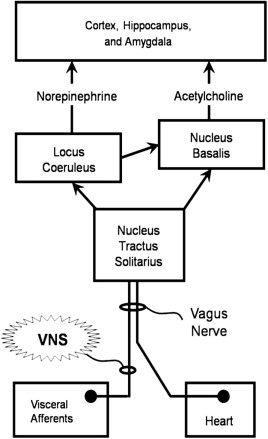 Cortex, Hippocampus,
and Amygdala
Norepinephrine
Acetylcholine
Locus
Coeruleus
Nucleus
Basalis
Nucleus
Tractus
Solitarius
Vagus
Nerve
VNS
Visceral
Afferents
Heart